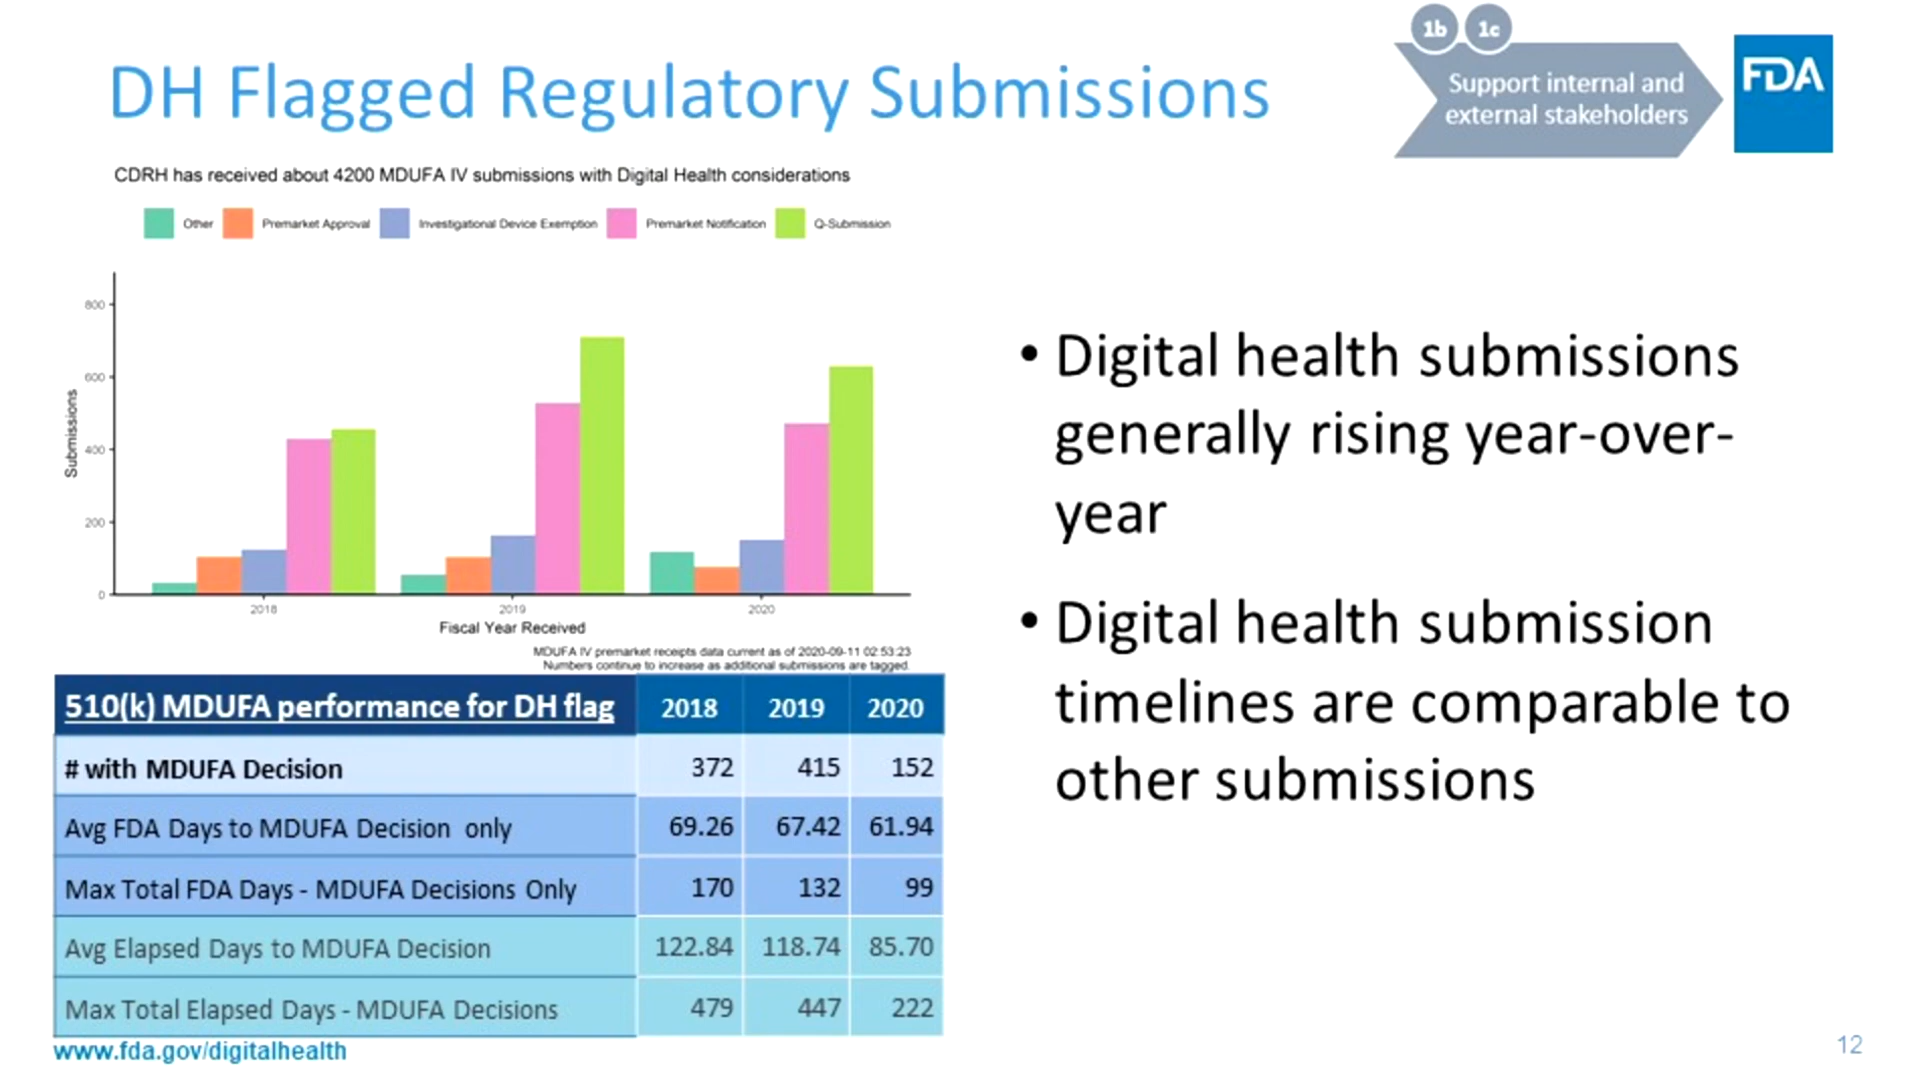 1b 1c
DH Flagged Regulatory Submissions
Support internal and
external stakeholders
FDA
CDRH has received about 4200 MDUFA IV submissions with Digital Health considerations
Other Premarket Approval Investigational Device Exemption Premarket Notification Q-Submission
800
600
400
200
0
Submissions
2018 2019 2020
Fiscal Year Received
MDUFA IV premarket receipts data current as of 2020-09-11 02:53:23
Numbers continue to increase as additional submissions are tagged.
510(k) MDUFA performance for DH flag 2018 2019 2020
# with MDUFA Decision 372 415 152
Avg FDA Days to MDUFA Decision only 69.26 67.42 61.94
Max Total FDA Days - MDUFA Decisions Only 170 132 99
Avg Elapsed Days to MDUFA Decision 122.84 118.74 85.70
Max Total Elapsed Days - MDUFA Decisions 479 447 222
• Digital health submissions
generally rising year-over-
year
• Digital health submission
timelines are comparable to
other submissions
www.fda.gov/digitalhealth
12